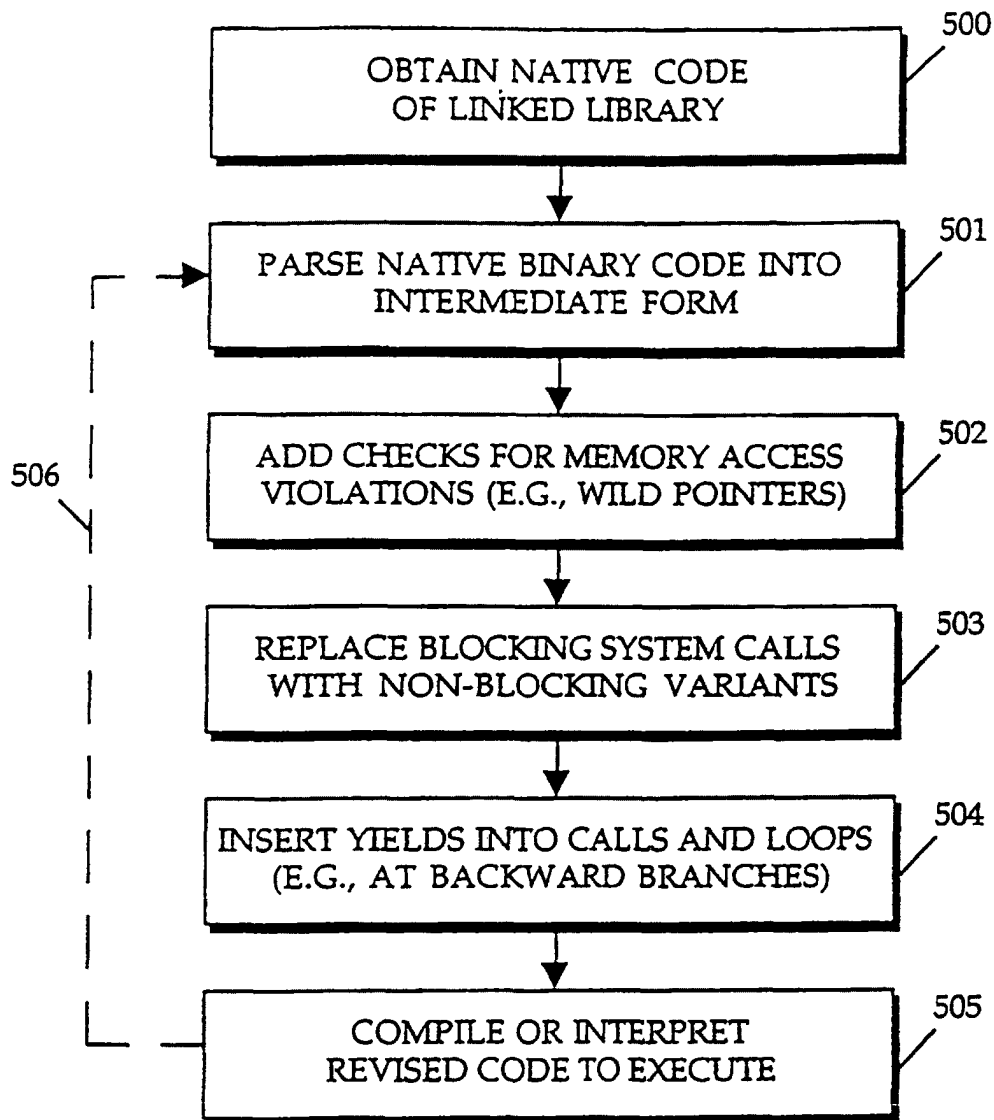 500
OBTAIN NATIVE CODE
OF LINKED LIBRARY
501
PARSE NATIVE BINARY CODE INTO
INTERMEDIATE FORM
502
ADD CHECKS FOR MEMORY ACCESS
VIOLATIONS (E.G., WILD POINTERS)
506
503
REPLACE BLOCKING SYSTEM CALLS
WITH NON-BLOCKING VARIANTS
504
INSERT YIELDS INTO CALLS AND LOOPS
(E.G., AT BACKWARD BRANCHES)
505
COMPILE OR INTERPRET
REVISED CODE TO EXECUTE